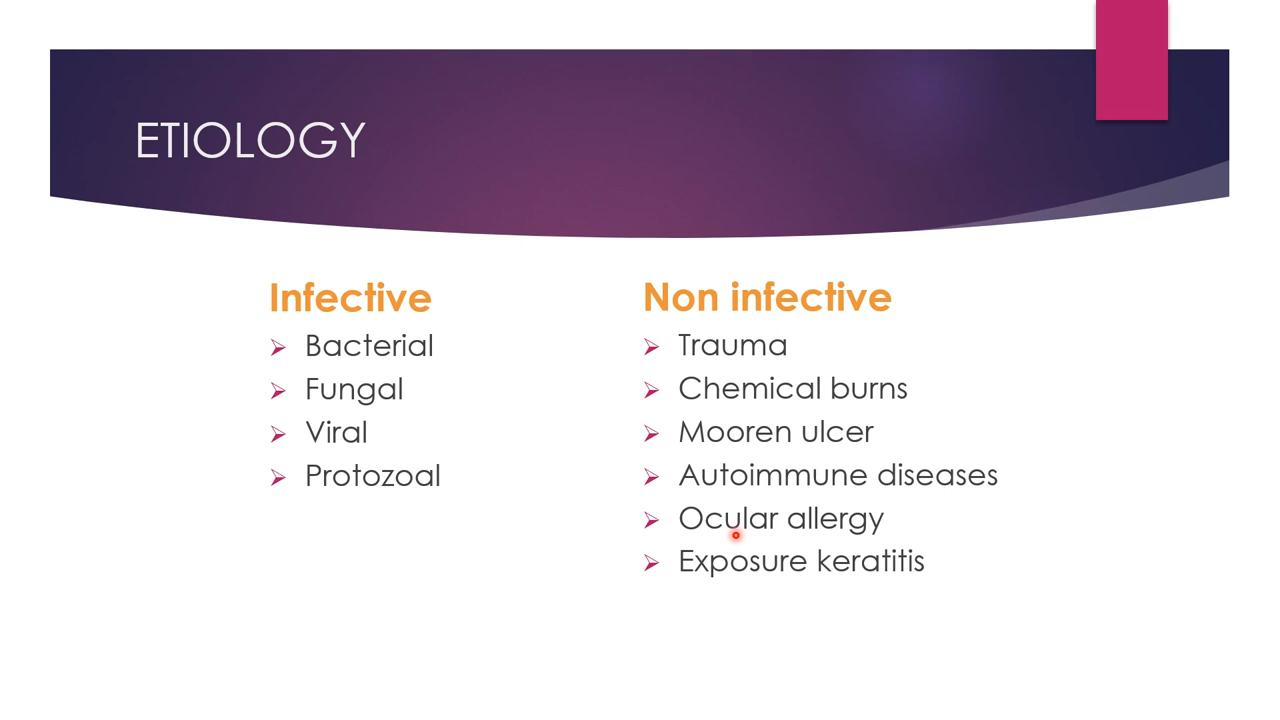 ETIOLOGY
Infective
Bacterial
Fungal
Viral
Protozoal
Non infective
Trauma
Chemical burns
Mooren ulcer
Autoimmune diseases
Ocular allergy
Exposure keratitis